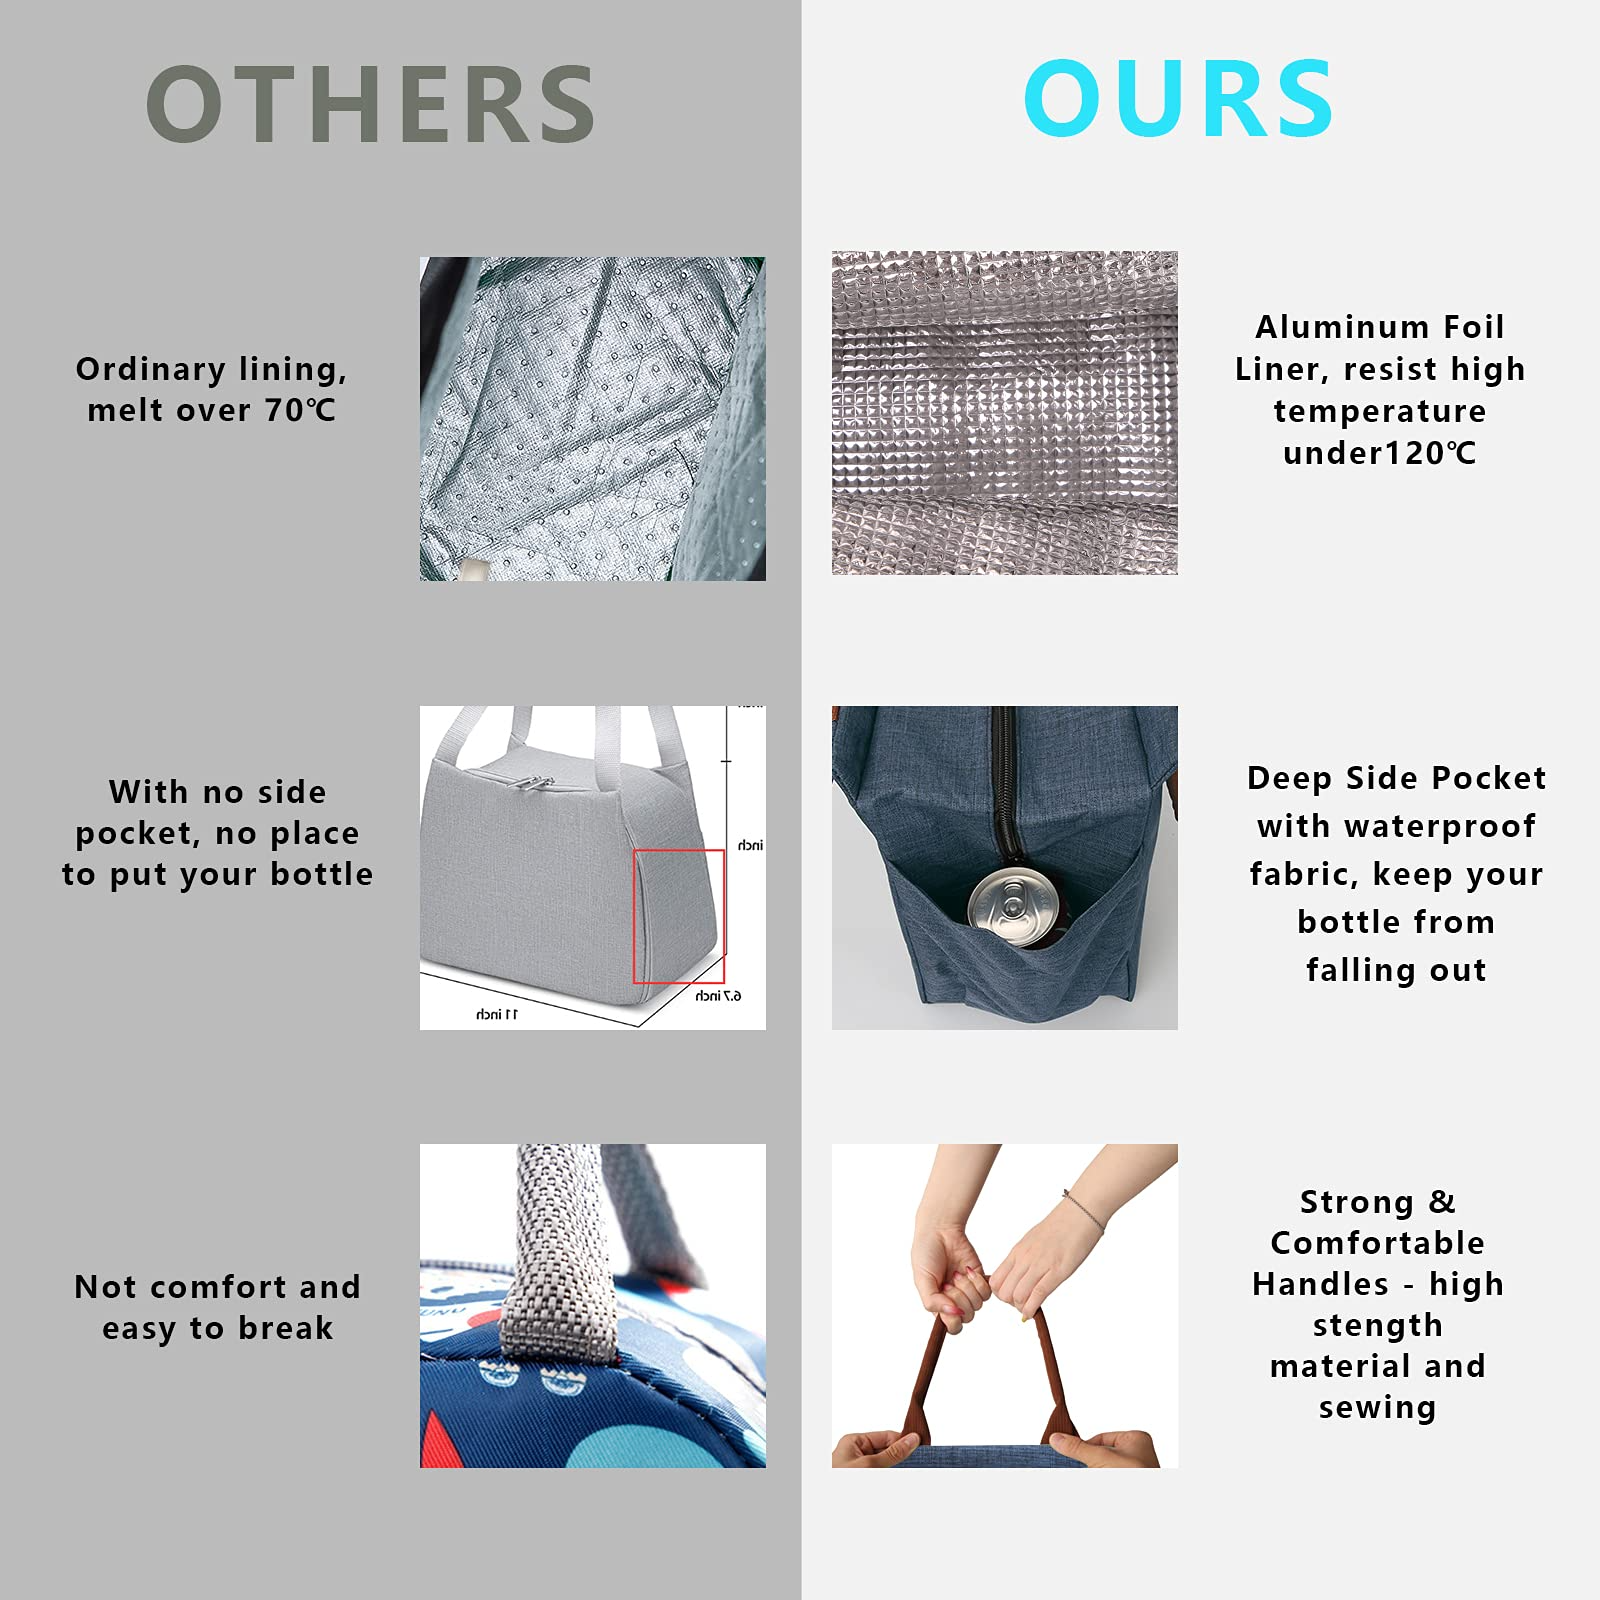 OTHERS
OURS
Ordinary lining,
melt over 70℃
Aluminum Foil
Liner, resist high
temperature
under120℃
With no side
pocket, no place
to put your bottle
inch
6.7 inch
11 inch
Deep Side Pocket
with waterproof
fabric, keep your
bottle from
falling out
Not comfort and
easy to break
Strong &
Comfortable
Handles - high
stength
material and
sewing